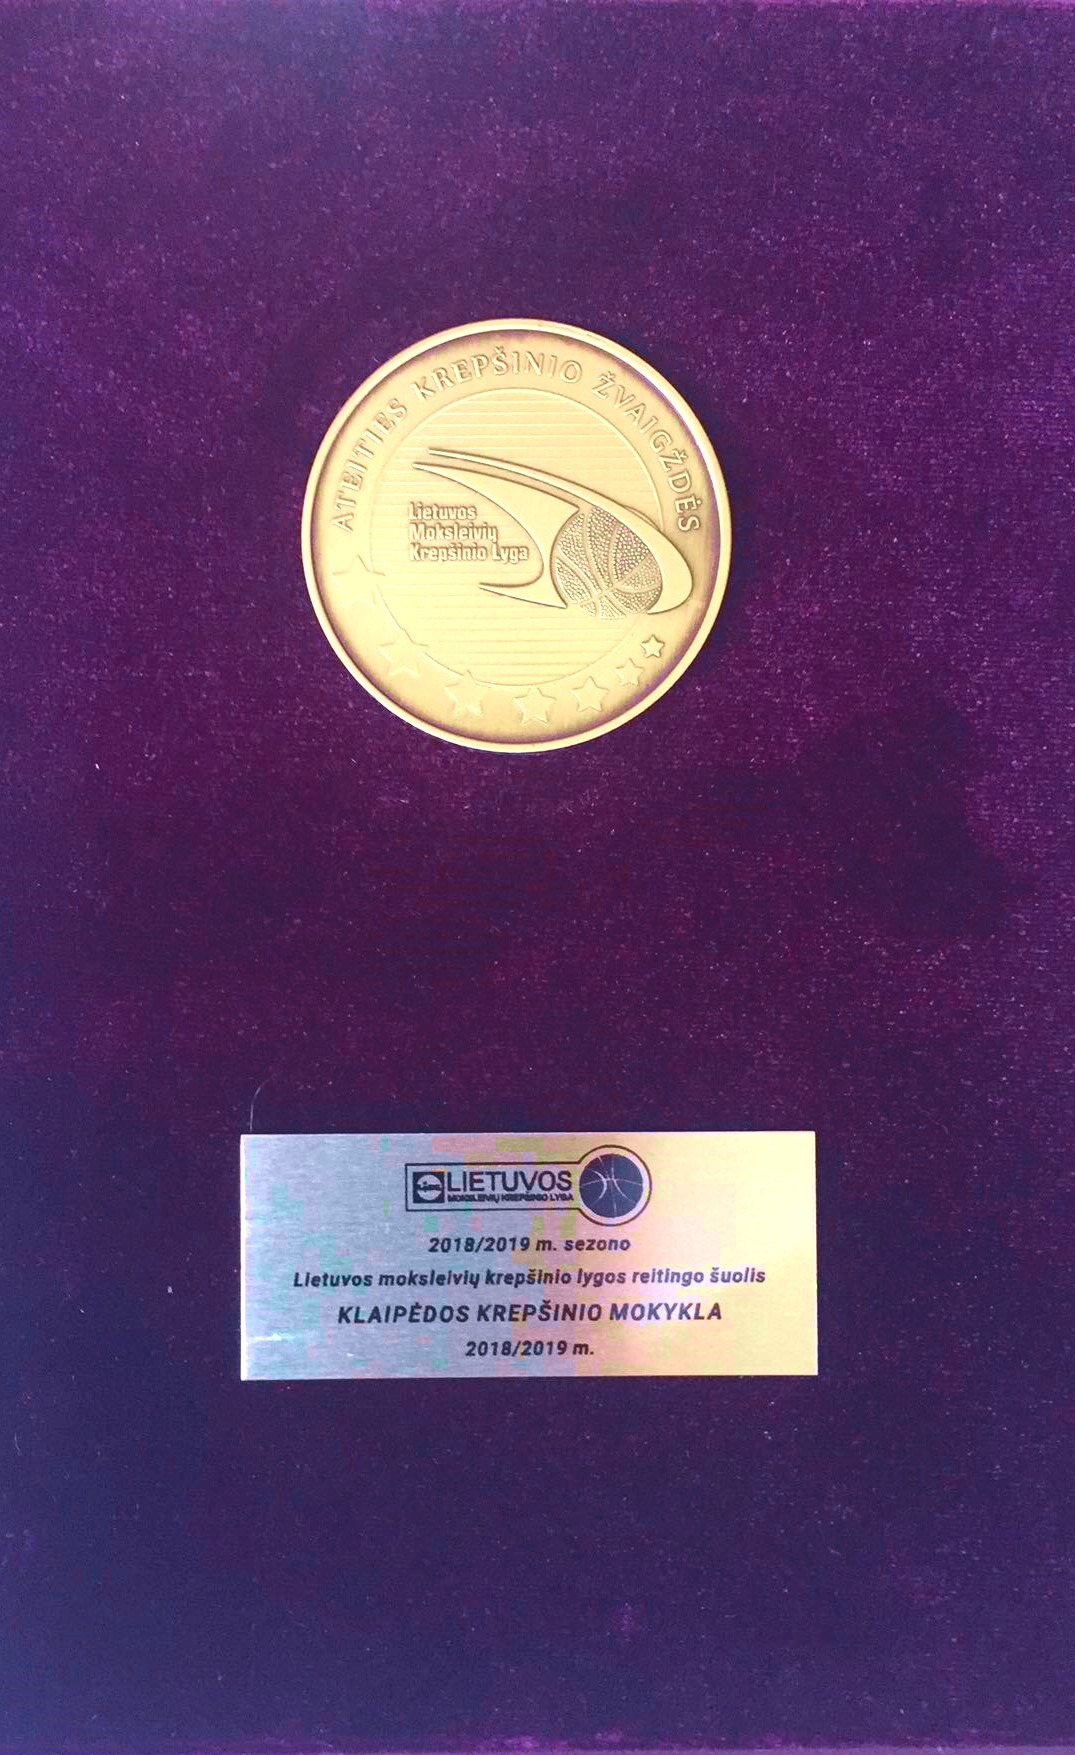 ATEITIES KREPŠINIO ŽVAIGŽDĖS
Lietuvos
Moksleivių
Krepšinio Lyga
LIDL LIETUVOS
MOKSLEIVIŲ KREPŠINIO LYGA
2018/2019 m. sezono
Lietuvos moksleivių krepšinio lygos reitingo šuolis
KLAIPĖDOS KREPŠINIO MOKYKLA
2018/2019 m.